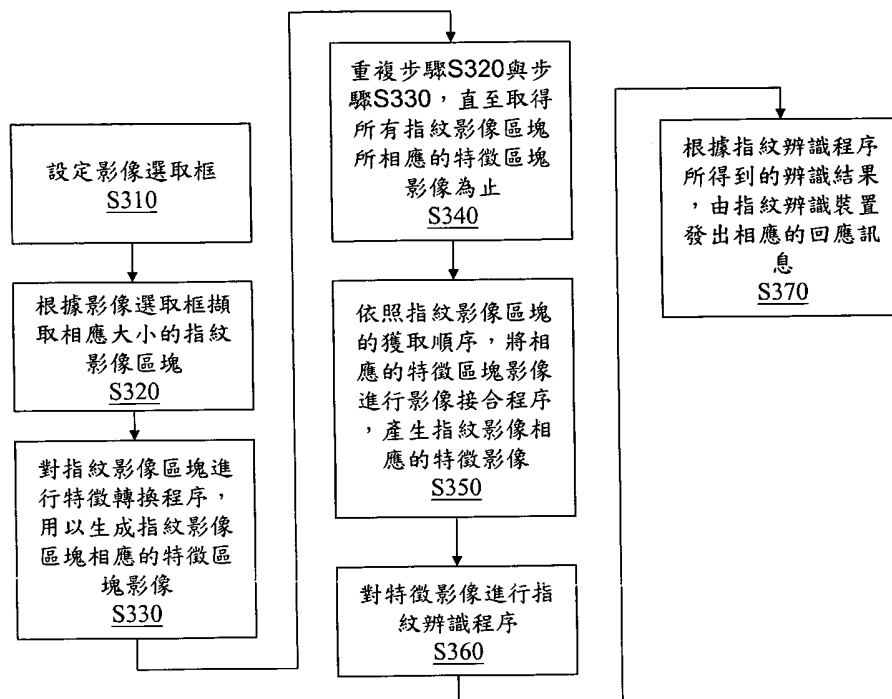 設定影像選取框
S310
根據影像選取框擷
取相應大小的指紋
影像區塊
S320
對指紋影像區塊進
行特徵轉換程序,
用以生成指紋影像
區塊相應的特徵區
塊影像
S330
重複步驟S320與步
驟S330,直至取得
所有指紋影像區塊
所相應的特徵區塊
影像為止
S340
依照指紋影像區塊
的獲取順序,將相
應的特徵區塊影像
進行影像接合程序
,產生指紋影像相
應的特徵影像
S350
對特徵影像進行指
紋辨識程序
S360
根據指紋辨識程序
所得到的辨識結果
,由指紋辨識裝置
發出相應的回應訊
息
S370